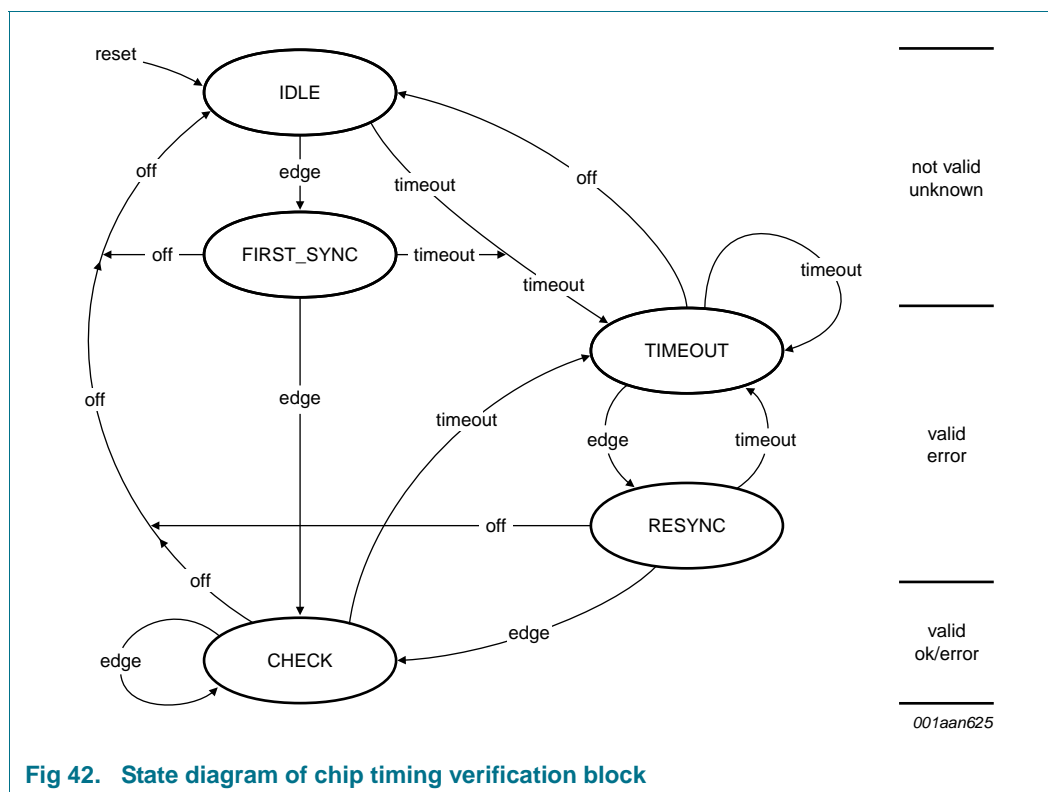 reset
IDLE
not valid
unknown
off
edge
timeout
off
off
FIRST_SYNC
timeout
timeout
timeout
TIMEOUT
off
edge
timeout
edge
timeout
valid
error
off
RESYNC
off
edge
valid
ok/error
edge
CHECK
001aan625
Fig 42. State diagram of chip timing verification block